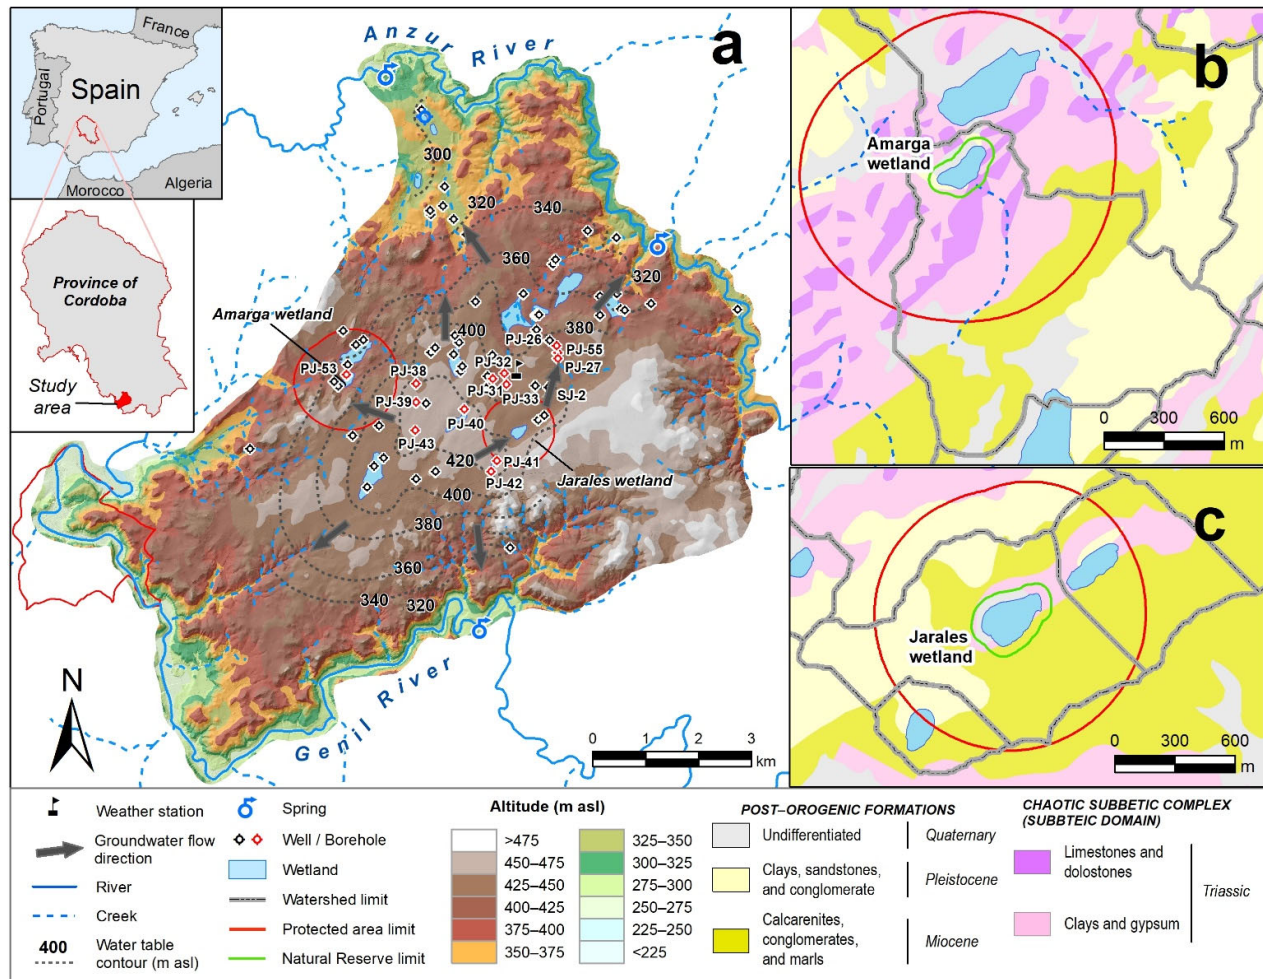 France
Portugal
Spain
Morocco
Algeria
Province of
Cordoba
Study
area
a
Anzur River
300
320
340
360
320
Amarga wetland
400
380
PJ-26
PJ-55
PJ-53
PJ-38
PJ-32
PJ-27
PJ-31
PJ-33
SJ-2
PJ-39
PJ-40
PJ-43
420
PJ-41
PJ-42
Jarales wetland
400
380
360
340
320
N
Genil River
0 1 2 3
km
b
Amarga
wetland
0 300 600
m
c
Jarales
wetland
0 300 600
m
Weather station
Groundwater flow
direction
River
Creek
400
Water table
contour (m asl)
Spring
Well / Borehole
Wetland
Watershed limit
Protected area limit
Natural Reserve limit
Altitude (m asl)
>475
450–475
425–450
400–425
375–400
350–375
325–350
300–325
275–300
250–275
225–250
<225
POST–OROGENIC FORMATIONS
Undifferentiated
Quaternary
Clays, sandstones,
and conglomerate
Pleistocene
Calcarenites,
conglomerates,
and marls
Miocene
CHAOTIC SUBBETIC COMPLEX
(SUBBTEIC DOMAIN)
Limestones and
dolostones
Clays and gypsum
Triassic